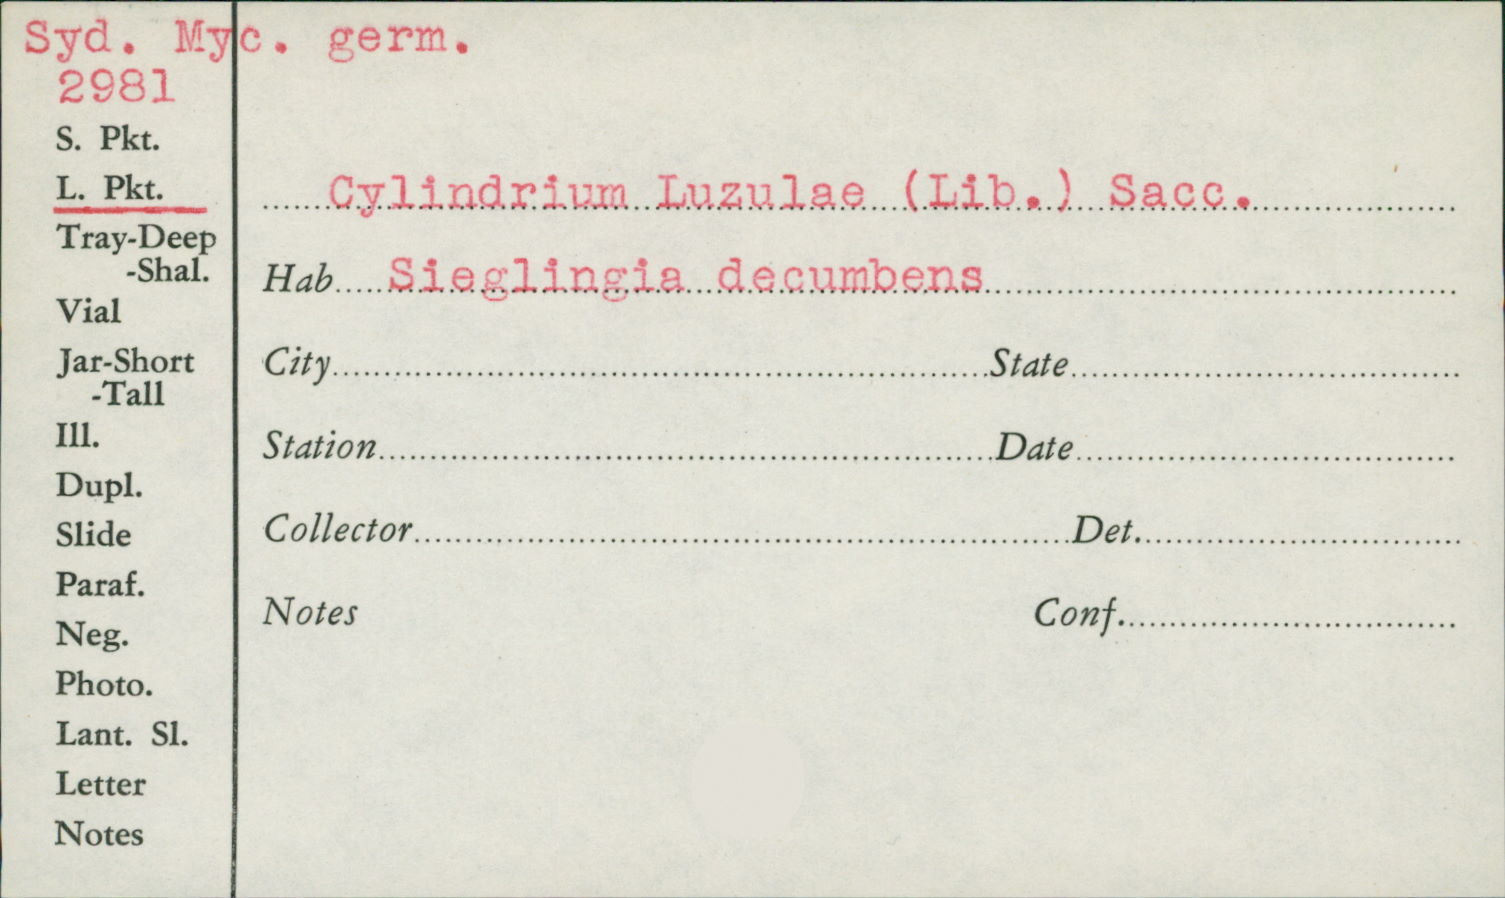 Syd. Myc. germ.
2981
S. Pkt.
L. Pkt.
Tray-Deep
-Shal.
Vial
Jar-Short
-Tall
Ill.
Dupl.
Slide
Paraf.
Neg.
Photo.
Lant. Sl.
Letter
Notes
Cylindrium Luzulae (Lib.) Sacc.
Hab Sieglingia decumbens
City State
Station Date
Collector Det.
Notes Conf.